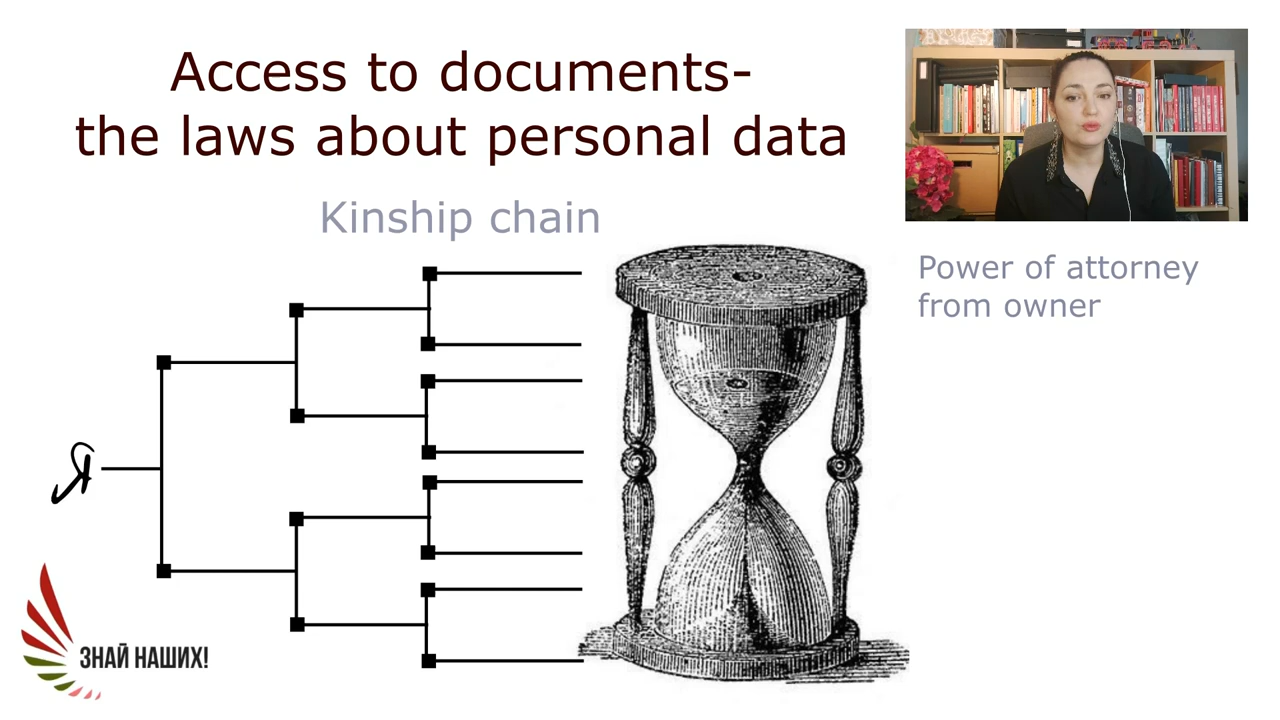 Access to documents-
the laws about personal data
Kinship chain
Power of attorney
from owner
Я
ЗНАЙ НАШИХ!